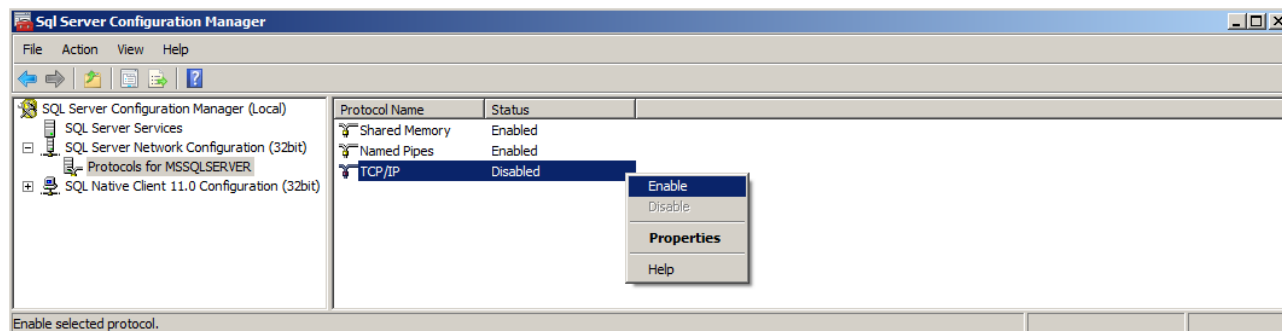 Sql Server Configuration Manager
File Action View Help
SQL Server Configuration Manager (Local)
SQL Server Services
SQL Server Network Configuration (32bit)
Protocols for MSSQLSERVER
SQL Native Client 11.0 Configuration (32bit)
Protocol Name Status
Shared Memory Enabled
Named Pipes Enabled
TCP/IP Disabled
Enable
Disable
Properties
Help
Enable selected protocol.